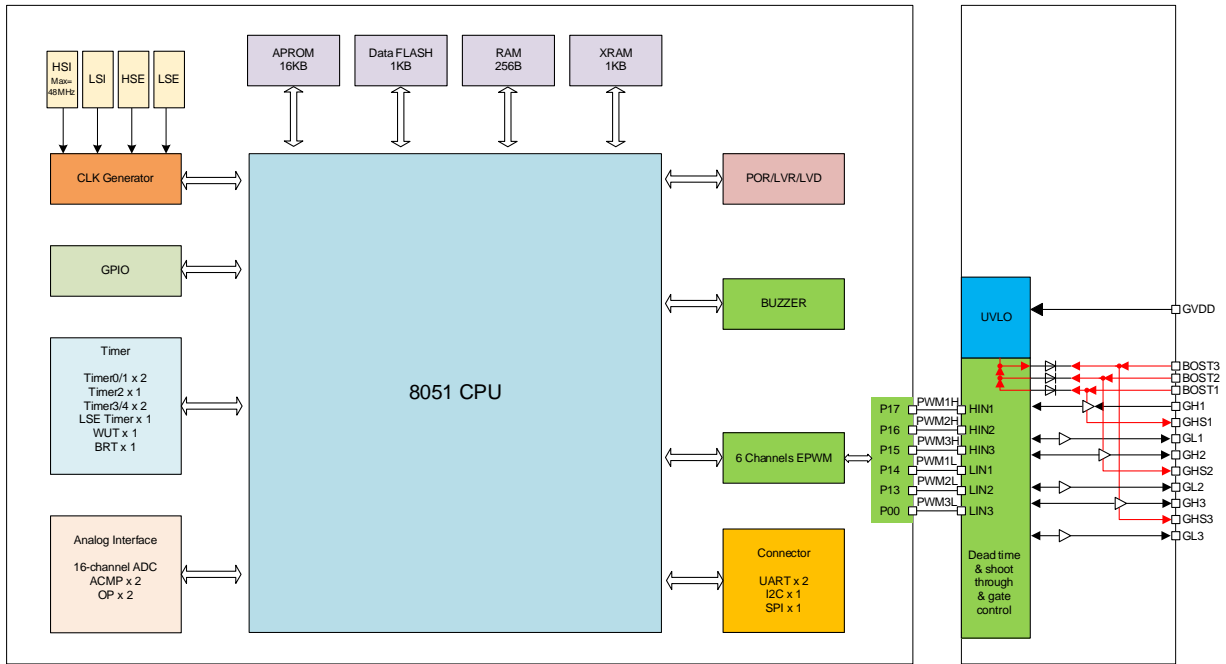 HSI
Max=
48MHz
LSI
HSE
LSE
APROM
16KB
Data FLASH
1KB
RAM
256B
XRAM
1KB
CLK Generator
GPIO
Timer
Timer0/1 x 2
Timer2 x 1
Timer3/4 x 2
LSE Timer x 1
WUT x 1
BRT x 1
Analog Interface
16-channel ADC
ACMP x 2
OP x 2
8051 CPU
POR/LVR/LVD
BUZZER
6 Channels EPWM
Connector
UART x 2
I2C x 1
SPI x 1
P17
P16
P15
P14
P13
P00
PWM1H
PWM2H
PWM3H
PWM1L
PWM2L
PWM3L
HIN1
HIN2
HIN3
LIN1
LIN2
LIN3
UVLO
Dead time
& shoot
through
& gate
control
GVDD
BOST3
BOST2
BOST1
GH1
GHS1
GL1
GH2
GHS2
GL2
GH3
GHS3
GL3